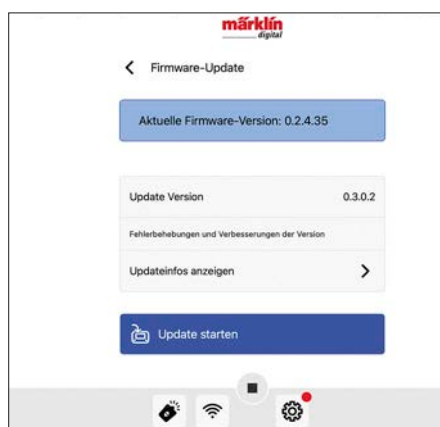 märklín
digital
Firmware-Update
Aktuelle Firmware-Version: 0.2.4.35
Update Version 0.3.0.2
Fehlerbehebungen und Verbesserungen der Version
Updateinfos anzeigen
Update starten